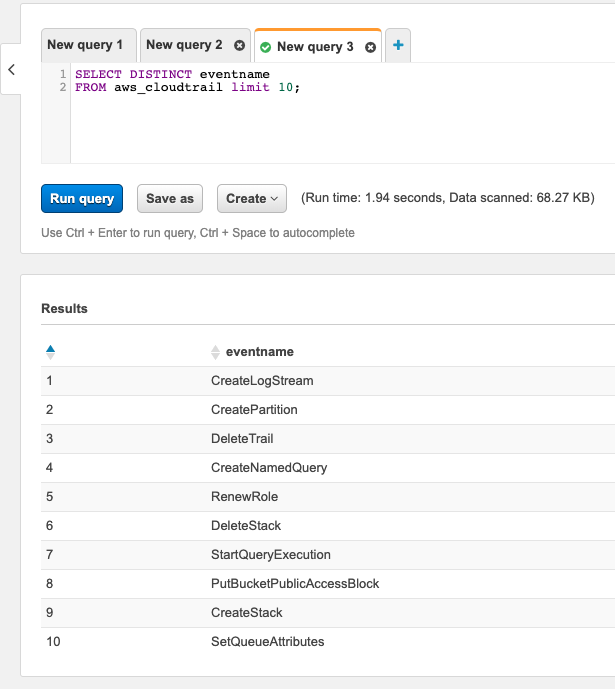 New query 1 New query 2 New query 3 +
1 SELECT DISTINCT eventname
2 FROM aws_cloudtrail limit 10;
Run query Save as Create (Run time: 1.94 seconds, Data scanned: 68.27 KB)
Use Ctrl + Enter to run query, Ctrl + Space to autocomplete
Results
eventname
1 CreateLogStream
2 CreatePartition
3 DeleteTrail
4 CreateNamedQuery
5 RenewRole
6 DeleteStack
7 StartQueryExecution
8 PutBucketPublicAccessBlock
9 CreateStack
10 SetQueueAttributes